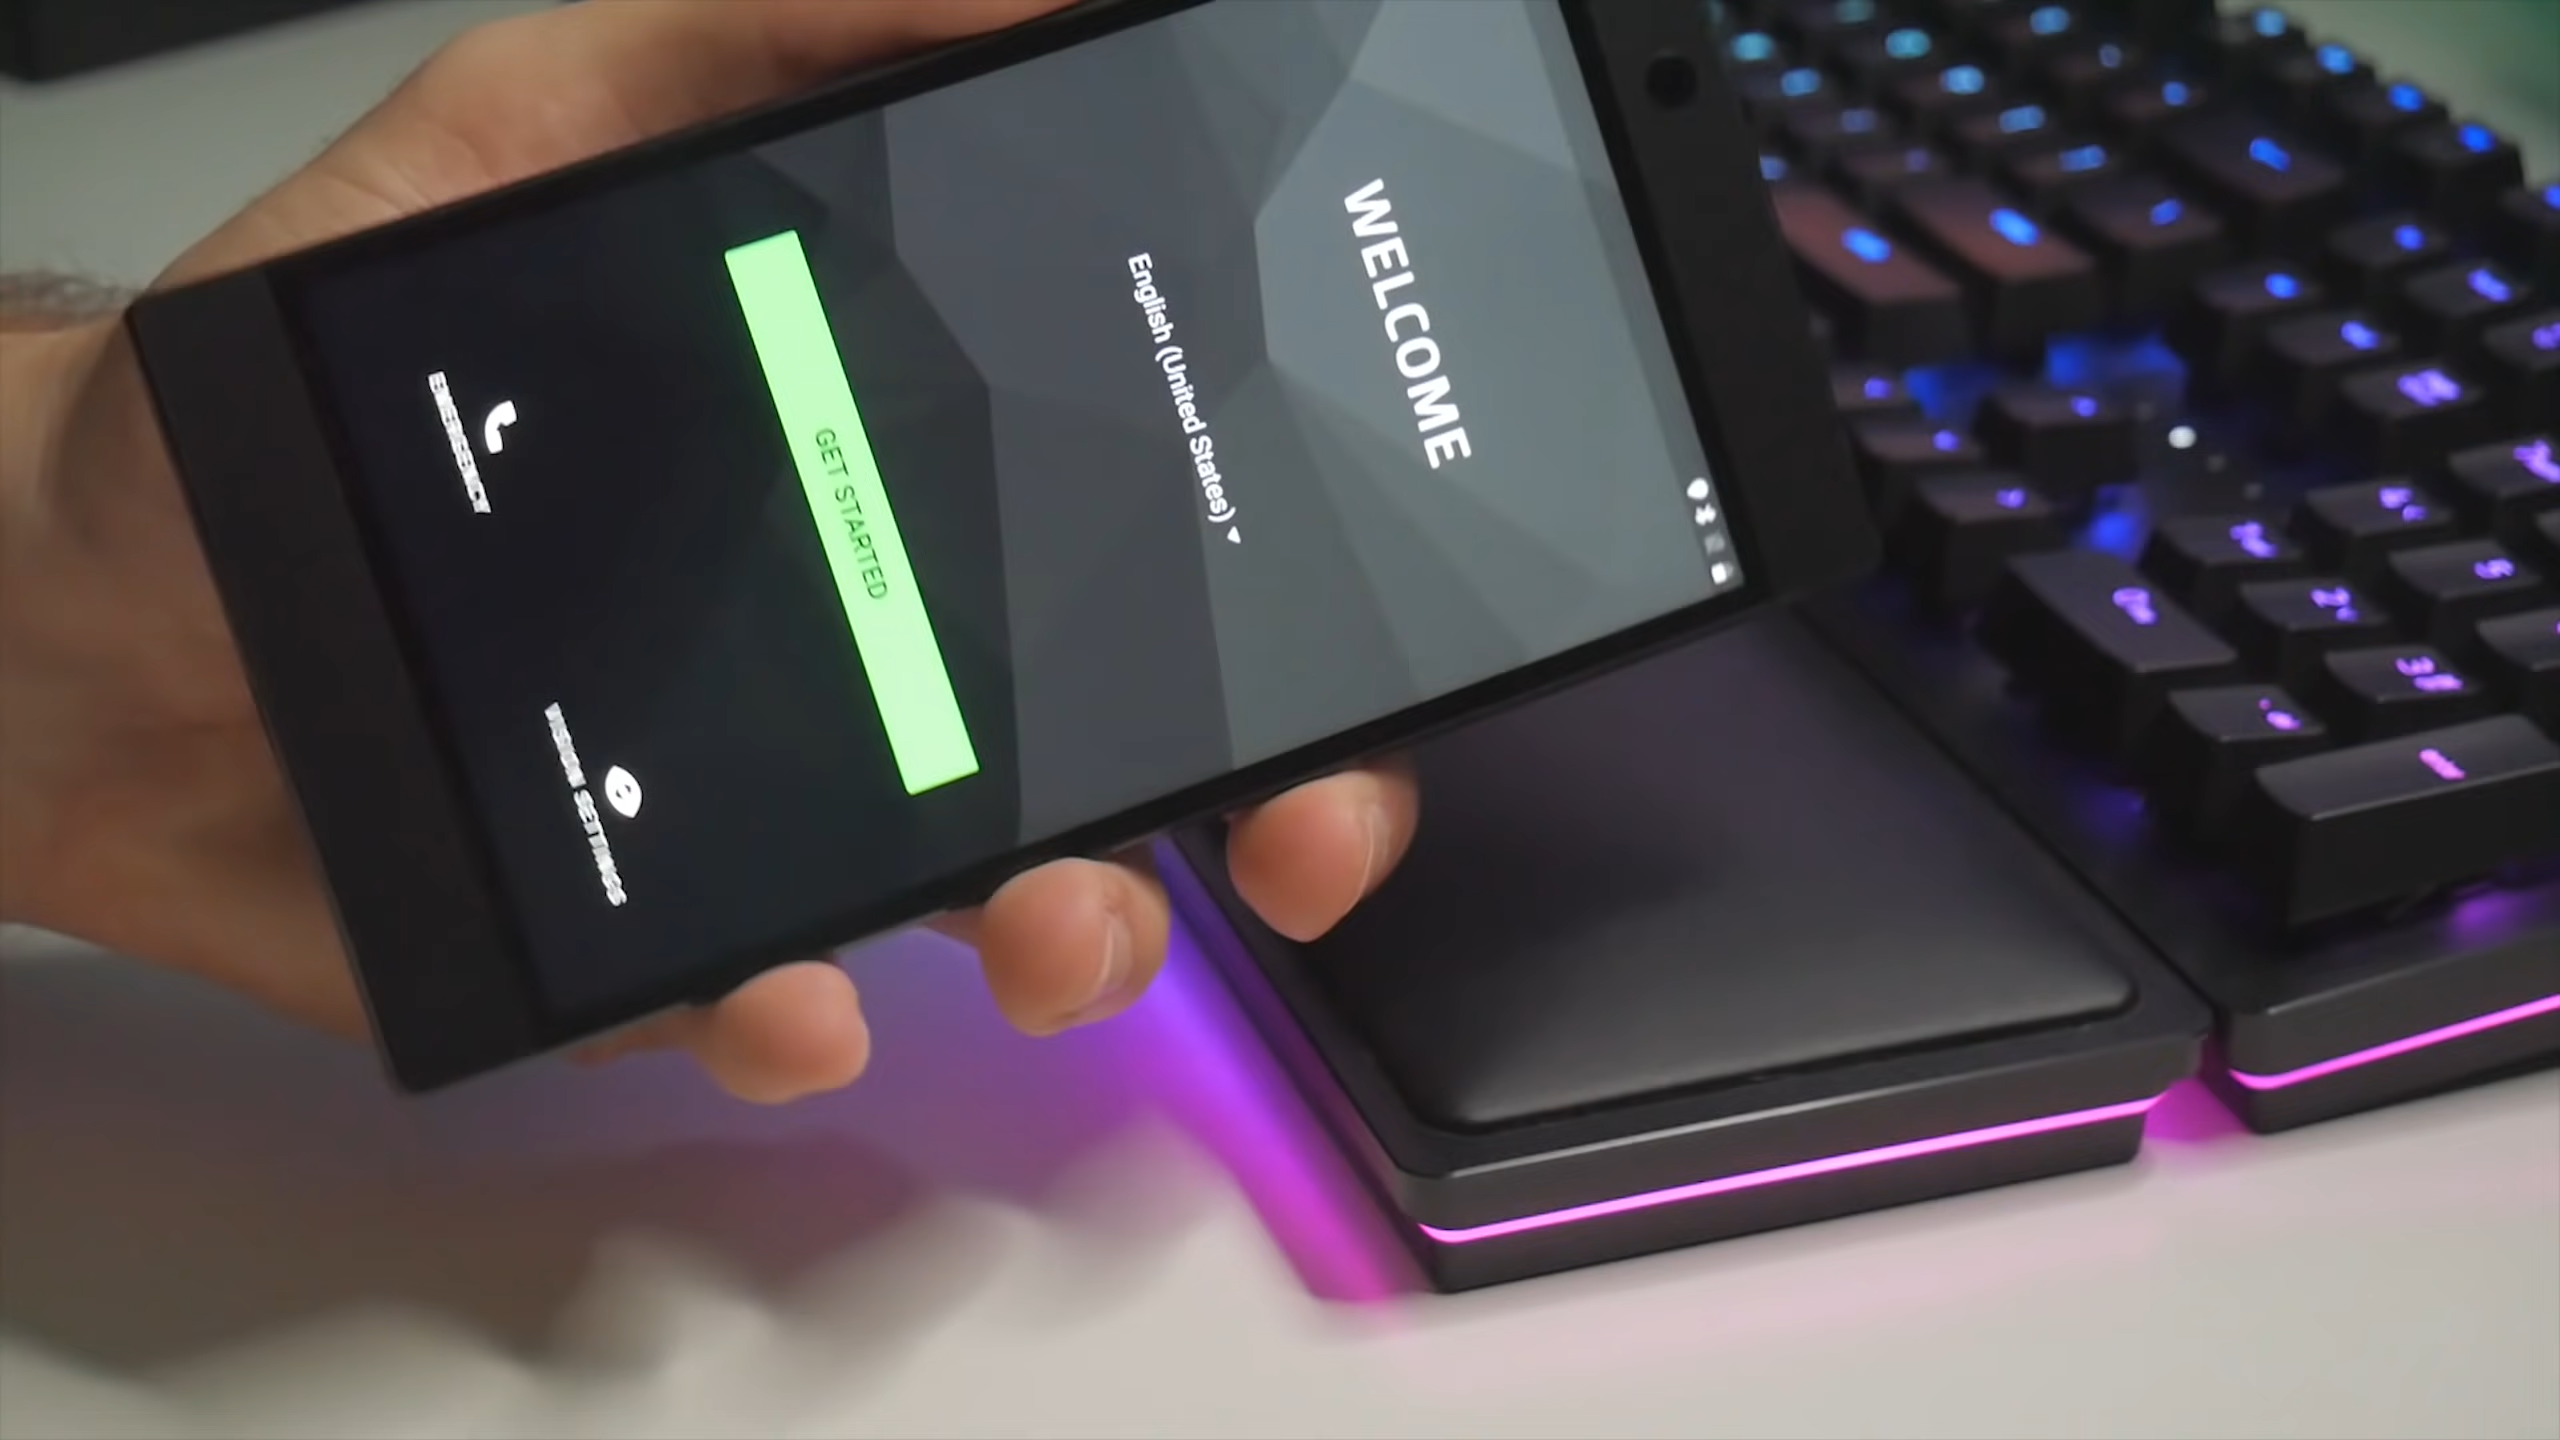 WELCOME
English (United States)
GET STARTED
EMERGENCY
VISION SETTINGS